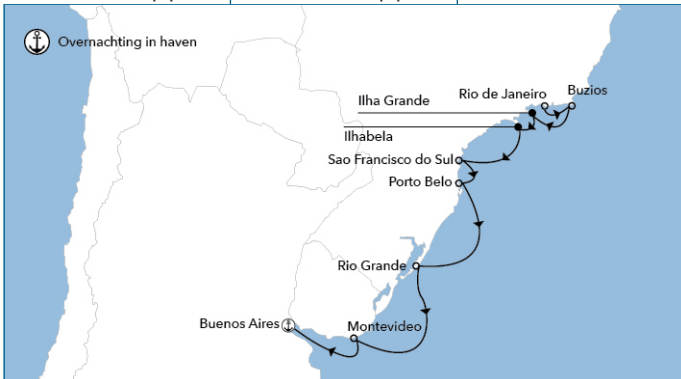 Overnachting in haven
Rio de Janeiro
Buzios
Ilha Grande
Ilhabela
Sao Francisco do Sul
Porto Belo
Rio Grande
Buenos Aires
Montevideo